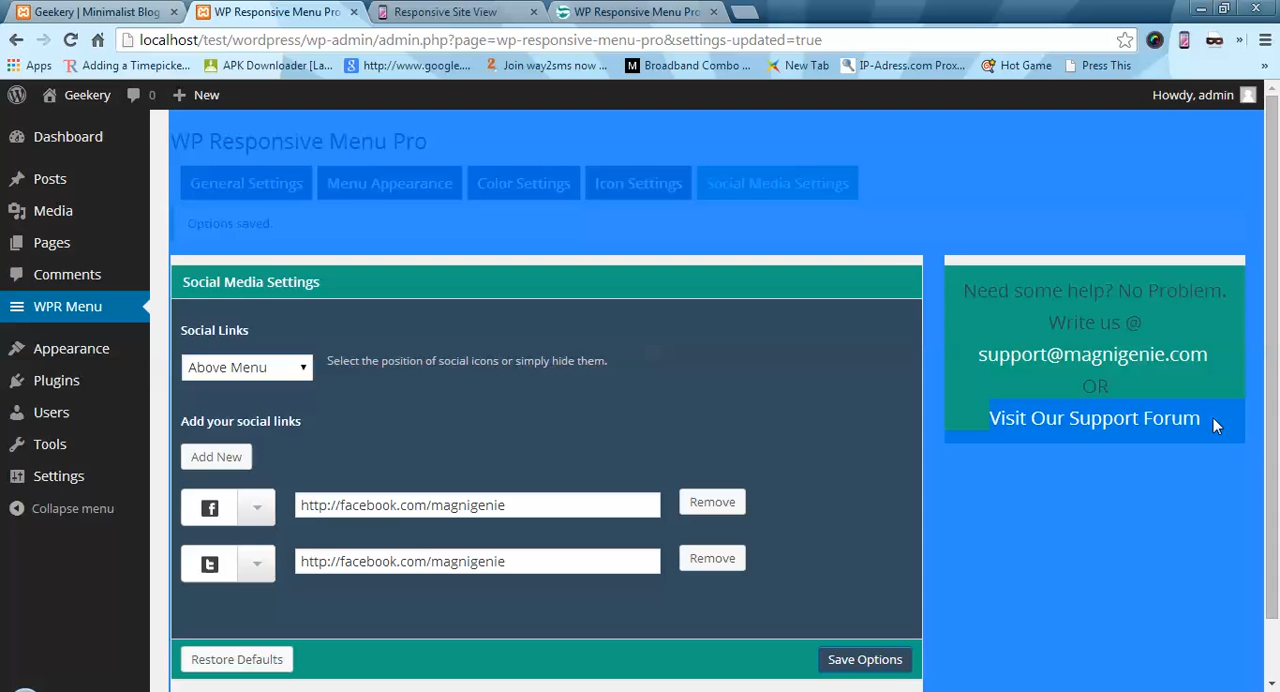 Geekery | Minimalist Blog
WP Responsive Menu Pro
Responsive Site View
WP Responsive Menu Pro
localhost/test/wordpress/wp-admin/admin.php?page=wp-responsive-menu-pro&settings-updated=true
Apps
Adding a Timepicke...
APK Downloader [La...
http://www.google....
Join way2sms now ...
Broadband Combo ...
New Tab
IP-Adress.com Prox...
Hot Game
Press This
Geekery
0
New
Howdy, admin
Dashboard
Posts
Media
Pages
Comments
WPR Menu
Appearance
Plugins
Users
Tools
Settings
Collapse menu
WP Responsive Menu Pro
General Settings
Menu Appearance
Color Settings
Icon Settings
Social Media Settings
Options saved.
Social Media Settings
Social Links
Above Menu
Select the position of social icons or simply hide them.
Add your social links
Add New
http://facebook.com/magnigenie
Remove
http://facebook.com/magnigenie
Remove
Restore Defaults
Save Options
Need some help? No Problem.
Write us @
support@magnigenie.com
OR
Visit Our Support Forum